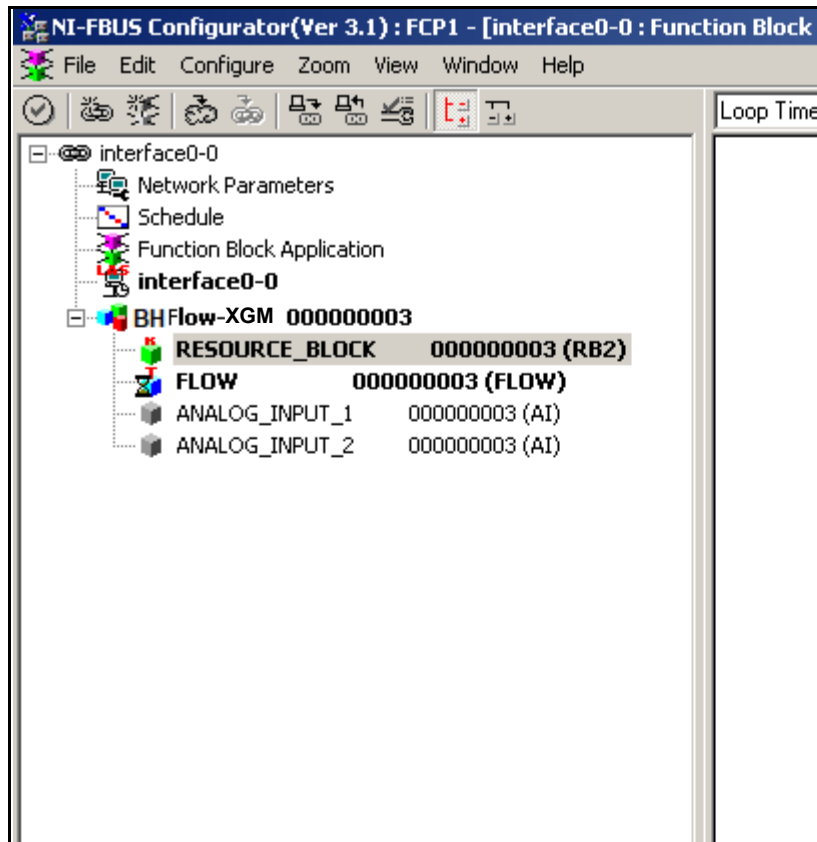 NI-FBUS Configurator(Ver 3.1) : FCP1 - [interface0-0 : Function Block
File Edit Configure Zoom View Window Help
Loop Time
interface0-0
Network Parameters
Schedule
Function Block Application
LAS
interface0-0
BHFlow-XGM 000000003
RESOURCE_BLOCK 000000003 (RB2)
FLOW 000000003 (FLOW)
ANALOG_INPUT_1 000000003 (AI)
ANALOG_INPUT_2 000000003 (AI)